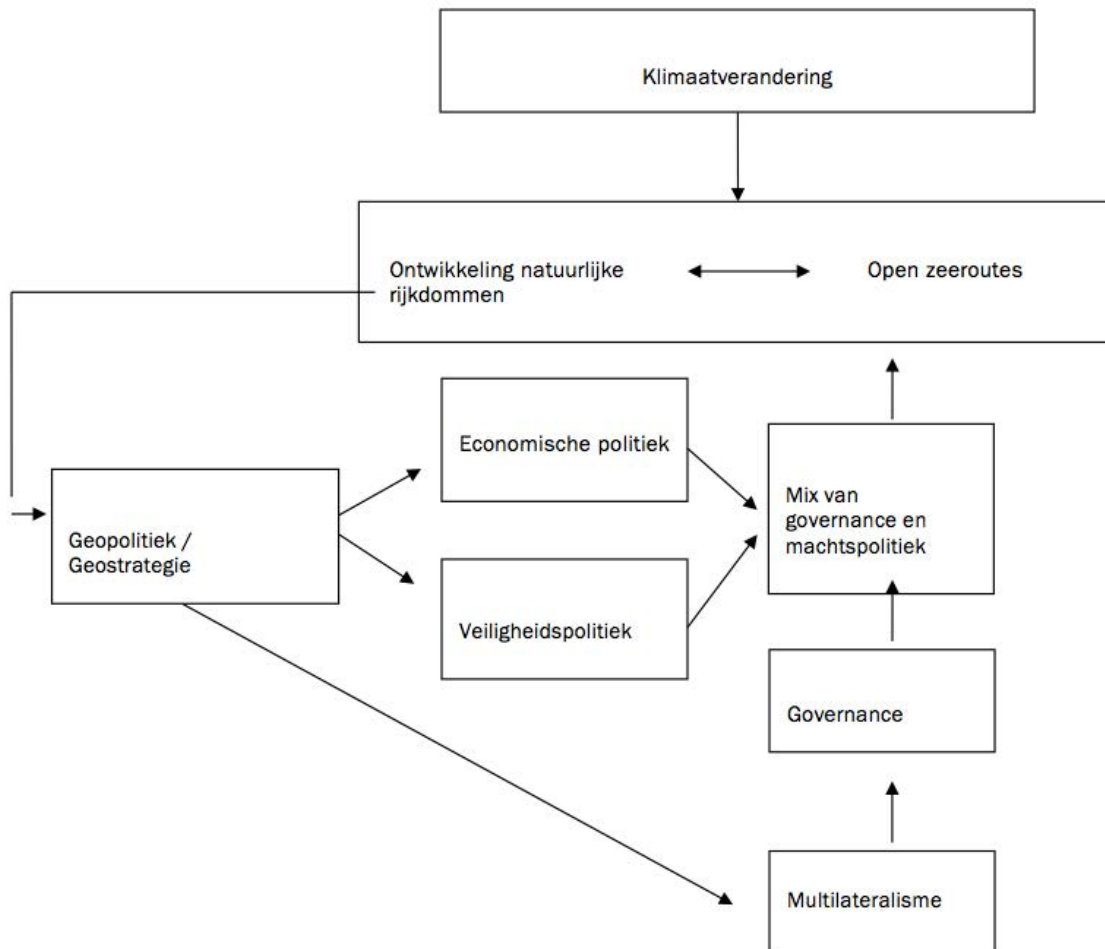 Klimaatverandering
Ontwikkeling natuurlijke
rijkdommen
Open zeeroutes
Economische politiek
Mix van
governance en
machtspolitiek
Geopolitiek /
Geostrategie
Veiligheidspolitiek
Governance
Multilateralisme